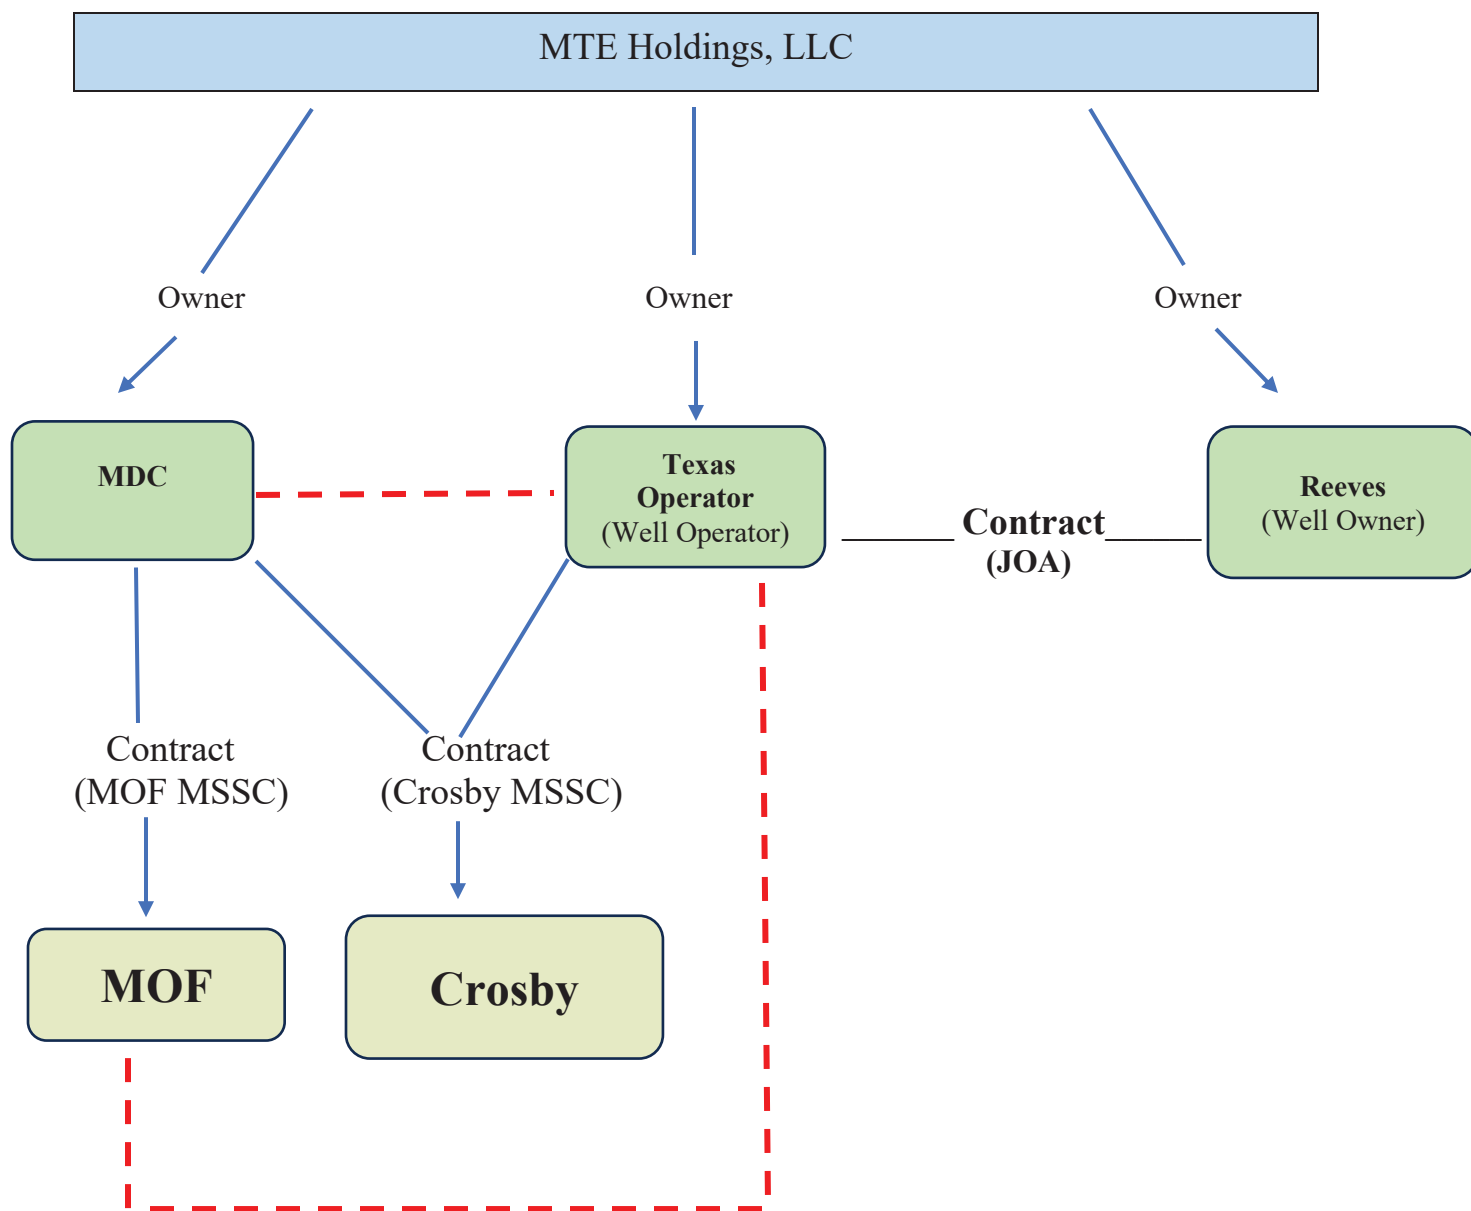 MTE Holdings, LLC
Owner
Owner
Owner
MDC
Texas
Operator
(Well Operator)
Contract
(JOA)
Reeves
(Well Owner)
Contract
(MOF MSSC)
Contract
(Crosby MSSC)
MOF
Crosby